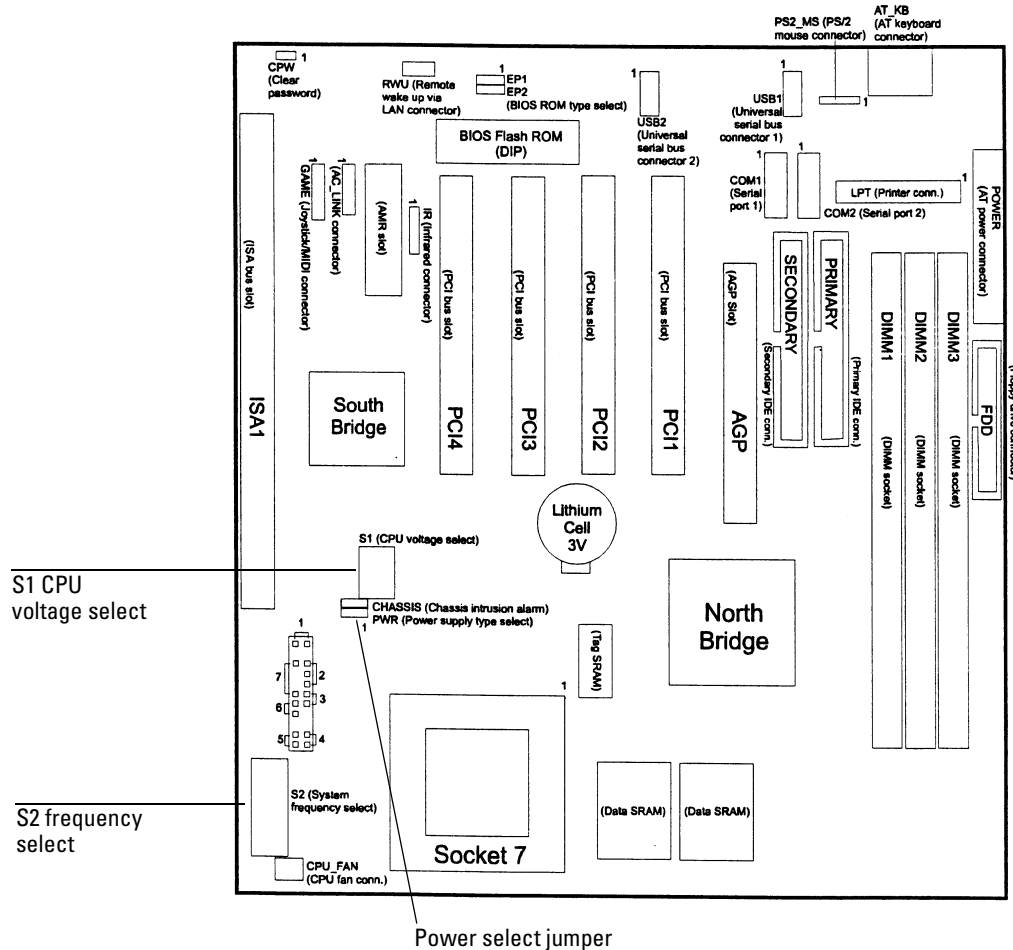 AT_KB
(AT keyboard
connector)
PS2_MS (PS/2
mouse connector)
1
CPW
(Clear
password)
RWU (Remote
wake up via
LAN connector)
1
EP1
EP2
(BIOS ROM type select)
1
USB2
(Universal
serial bus
connector 2)
1
USB1
(Universal
serial bus
connector 1)
1
BIOS Flash ROM
(DIP)
1
COM1
(Serial
port 1)
1
COM2 (Serial port 2)
1
LPT (Printer conn.)
POWER
(AT power connector)
1
GAME (Joystick/MIDI connector)
1
(AC_LINK connector)
(AMR slot)
1
IR (Infrared connector)
(ISA bus slot)
ISA1
(PCI bus slot)
PCI4
(PCI bus slot)
PCI3
(PCI bus slot)
PCI2
(PCI bus slot)
PCI1
(AGP Slot)
AGP
SECONDARY
(Secondary IDE conn.)
PRIMARY
(Primary IDE conn.)
DIMM1
(DIMM socket)
DIMM2
(DIMM socket)
DIMM3
(DIMM socket)
FDD
South
Bridge
Lithium
Cell
3V
S1 (CPU voltage select)
S1 CPU
voltage select
CHASSIS (Chassis intrusion alarm)
PWR (Power supply type select)
1
North
Bridge
(Tag SRAM)
1
1
7
2
3
6
5
4
S2 (System
frequency select)
S2 frequency
select
(Data SRAM)
(Data SRAM)
Socket 7
CPU_FAN
(CPU fan conn.)
Power select jumper